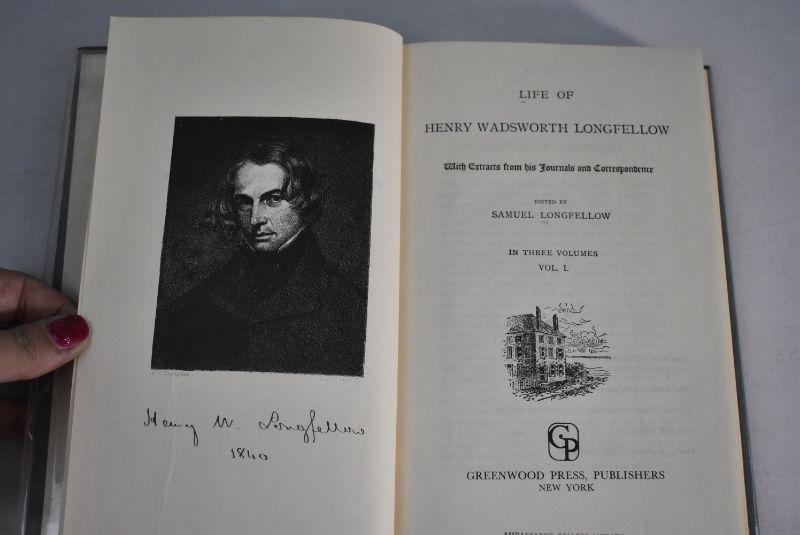 Henry W. Longfellow
1840
LIFE OF
HENRY WADSWORTH LONGFELLOW
With Extracts from his Journals and Correspondence
EDITED BY
SAMUEL LONGFELLOW
IN THREE VOLUMES
VOL. I.
GP
GREENWOOD PRESS, PUBLISHERS
NEW YORK